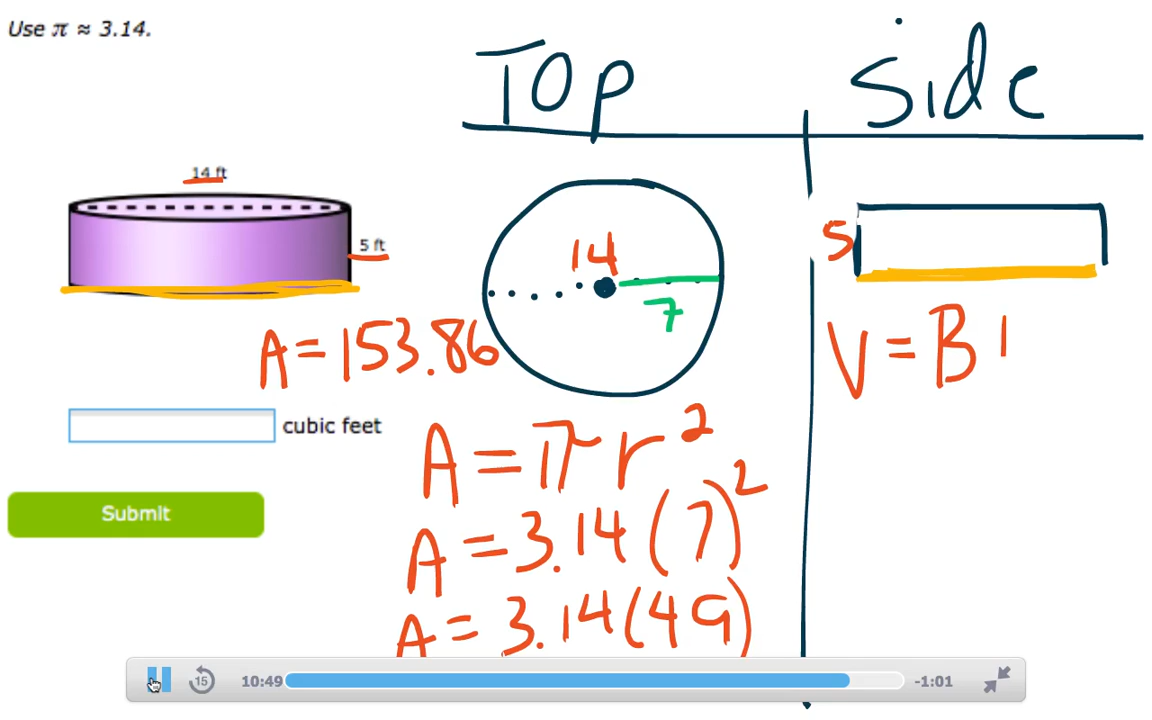 Use π ≈ 3.14.
Top
Side
14 ft
5 ft
14
7
5
A = 153.86
V = B
cubic feet
A = πr²
A = 3.14(7)²
Submit
A = 3.14(49)
15
10:49
-1:01